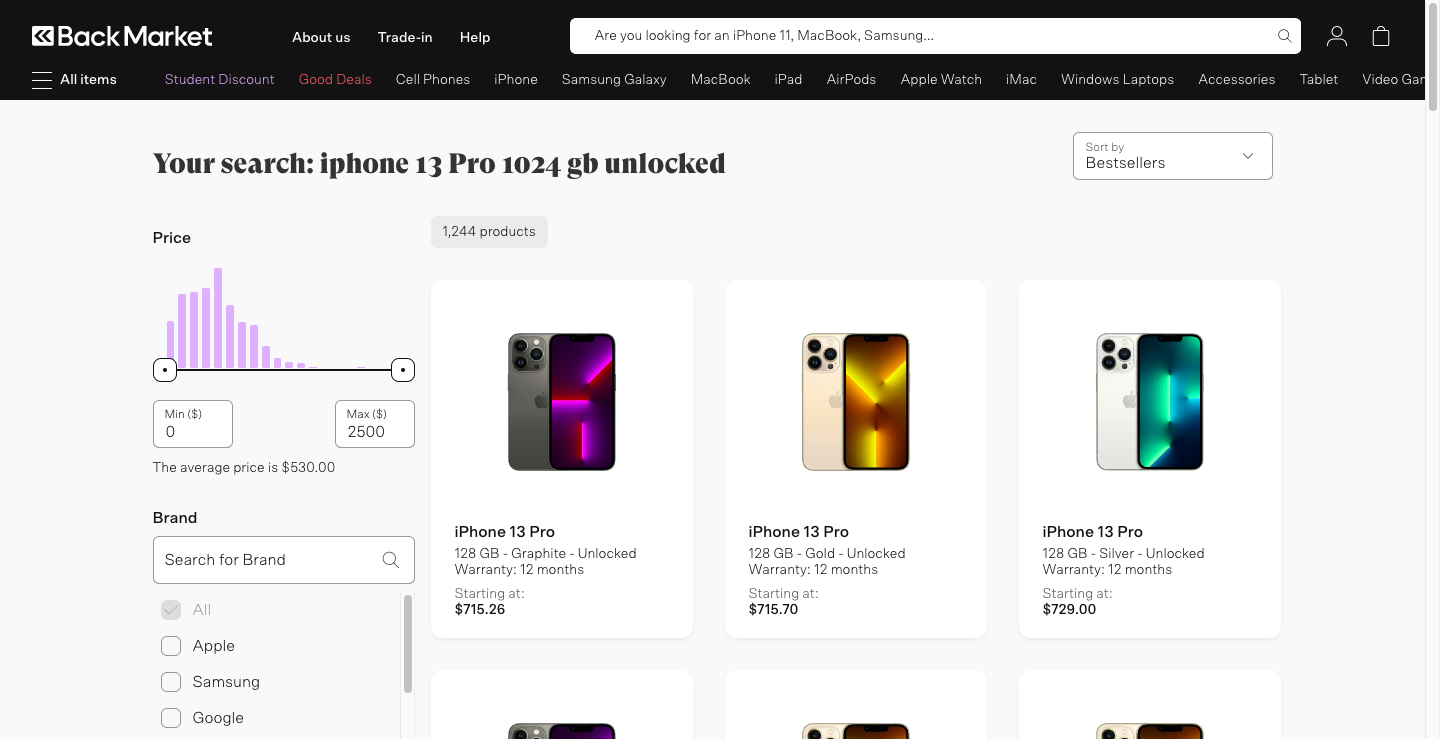 Back Market
About us
Trade-in
Help
Are you looking for an iPhone 11, MacBook, Samsung...
All items
Student Discount
Good Deals
Cell Phones
iPhone
Samsung Galaxy
MacBook
iPad
AirPods
Apple Watch
iMac
Windows Laptops
Accessories
Tablet
Video Gam
Your search: iphone 13 Pro 1024 gb unlocked
Sort by
Bestsellers
Price
Min ($)
0
Max ($)
2500
The average price is $530.00
Brand
Search for Brand
All
Apple
Samsung
Google
1,244 products
iPhone 13 Pro
128 GB - Graphite - Unlocked
Warranty: 12 months
Starting at:
$715.26
iPhone 13 Pro
128 GB - Gold - Unlocked
Warranty: 12 months
Starting at:
$715.70
iPhone 13 Pro
128 GB - Silver - Unlocked
Warranty: 12 months
Starting at:
$729.00